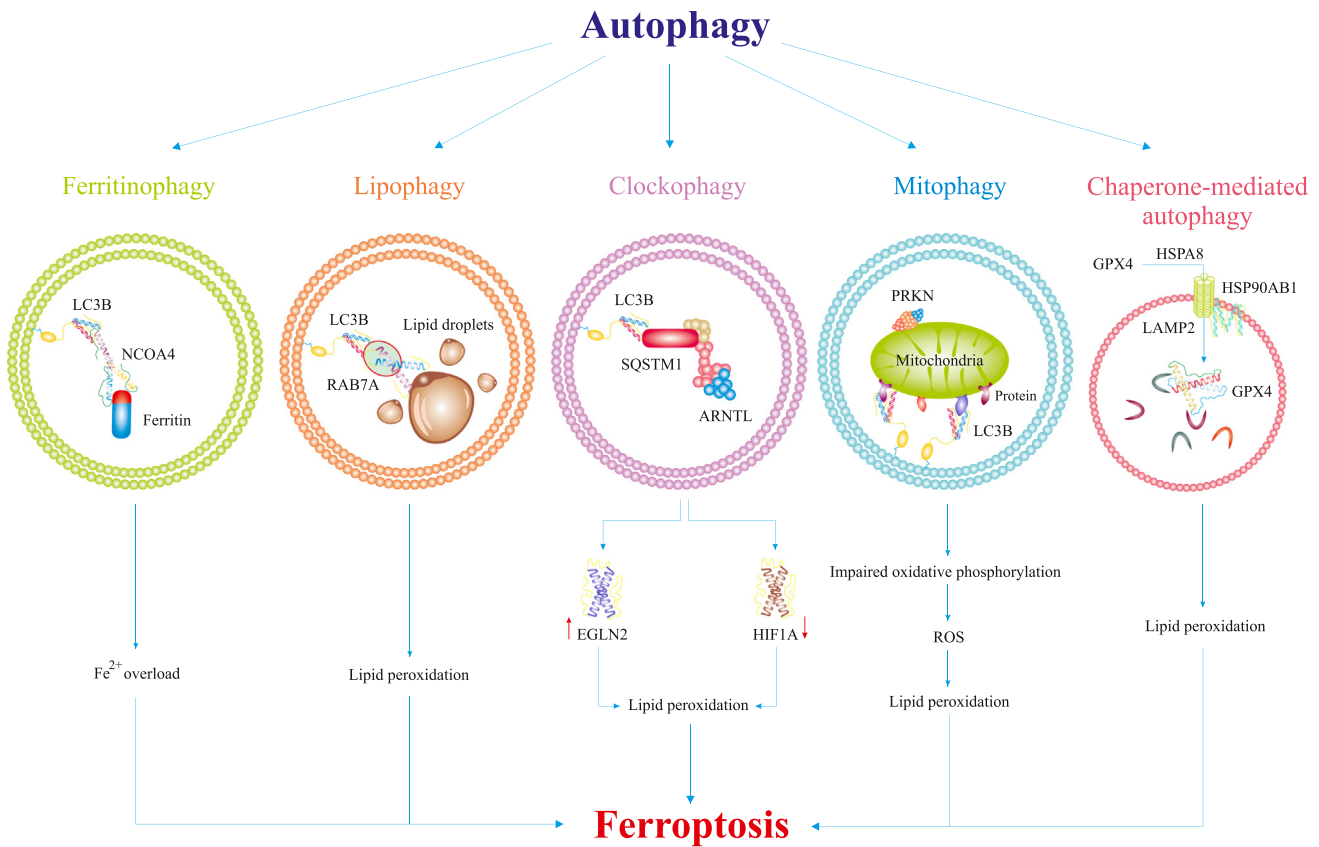 Autophagy
Ferritinophagy
Lipophagy
Clockophagy
Mitophagy
Chaperone-mediated
autophagy
LC3B
NCOA4
Ferritin
LC3B
Lipid droplets
RAB7A
LC3B
SQSTM1
ARNTL
PRKN
Mitochondria
Protein
LC3B
GPX4
HSPA8
HSP90AB1
LAMP2
GPX4
Fe2+ overload
Lipid peroxidation
EGLN2
HIF1A
Lipid peroxidation
Impaired oxidative phosphorylation
ROS
Lipid peroxidation
Lipid peroxidation
Ferroptosis